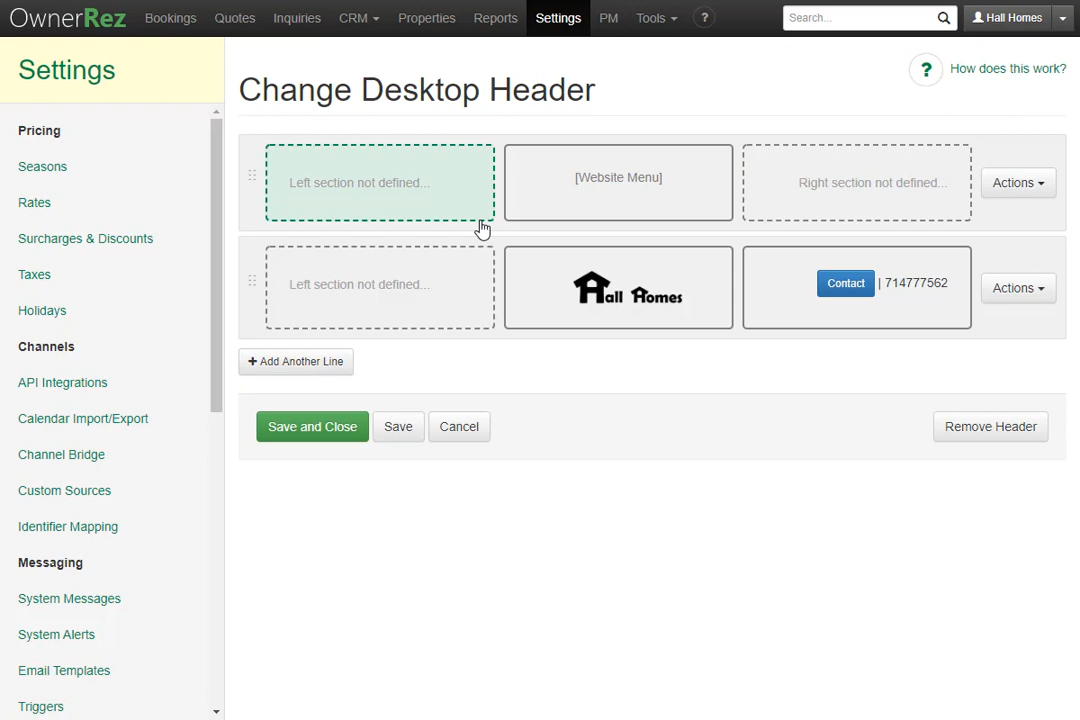 OwnerRez Bookings Quotes Inquiries CRM Properties Reports Settings PM Tools ? Search... Hall Homes
Settings
? How does this work?
Change Desktop Header
Pricing
Seasons
Rates
Surcharges & Discounts
Taxes
Holidays
Channels
API Integrations
Calendar Import/Export
Channel Bridge
Custom Sources
Identifier Mapping
Messaging
System Messages
System Alerts
Email Templates
Triggers
Left section not defined... [Website Menu] Right section not defined... Actions
Left section not defined... Hall Homes Contact | 714777562 Actions
+ Add Another Line
Save and Close Save Cancel Remove Header